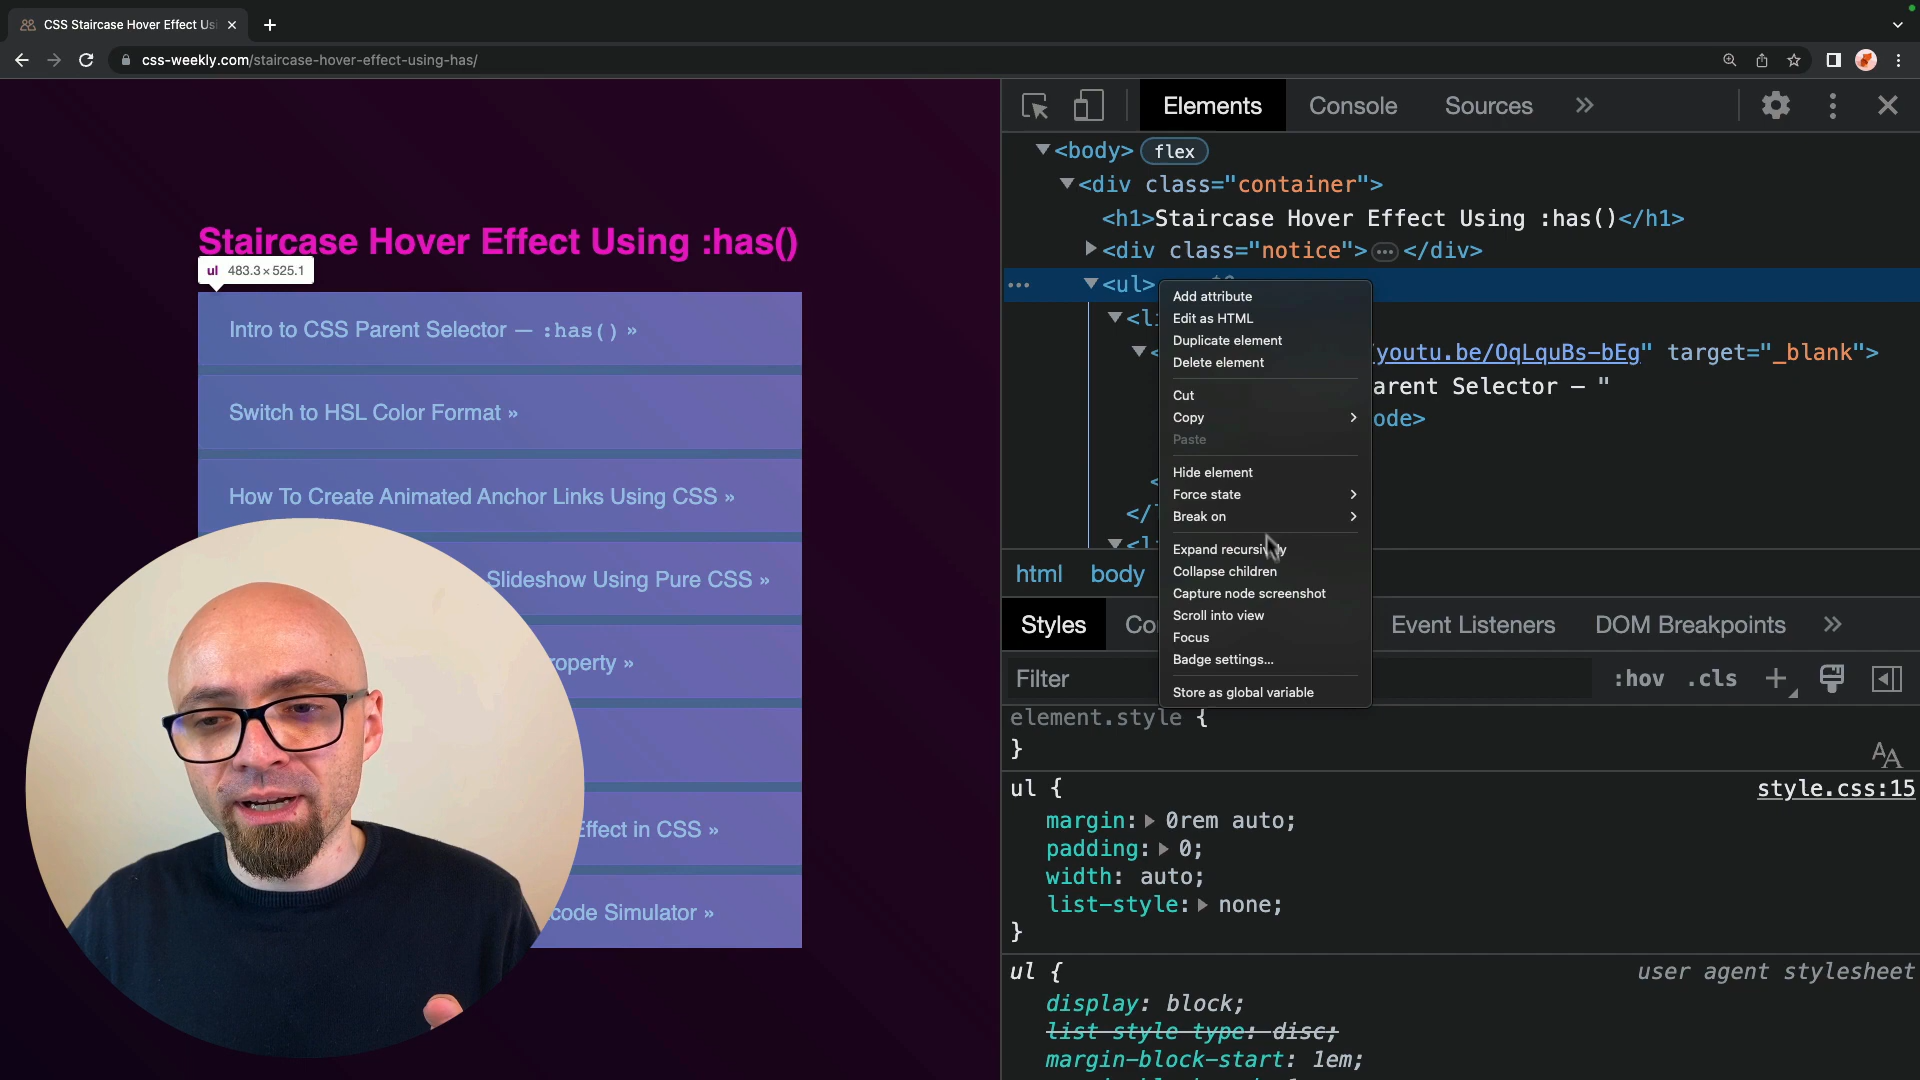 CSS Staircase Hover Effect Usi
css-weekly.com/staircase-hover-effect-using-has/
Staircase Hover Effect Using :has()
ul 483.3×525.1
Intro to CSS Parent Selector — :has() »
Switch to HSL Color Format »
How To Create Animated Anchor Links Using CSS »
Slideshow Using Pure CSS »
roperty »
Effect in CSS »
code Simulator »
Elements Console Sources »
<body> flex
<div class="container">
<h1>Staircase Hover Effect Using :has()</h1>
<div class="notice"> ⋯ </div>
<ul>
<li
youtu.be/OqLquBs-bEg" target="_blank">
arent Selector — "
ode>
<
</
<li
Add attribute
Edit as HTML
Duplicate element
Delete element
Cut
Copy
Paste
Hide element
Force state
Break on
Expand recursively
Collapse children
Capture node screenshot
Scroll into view
Focus
Badge settings...
Store as global variable
html body
Styles Co Event Listeners DOM Breakpoints »
Filter :hov .cls +
element.style {
}
ul { style.css:15
margin: 0rem auto;
padding: 0;
width: auto;
list-style: none;
}
ul { user agent stylesheet
display: block;
list-style-type: disc;
margin-block-start: 1em;